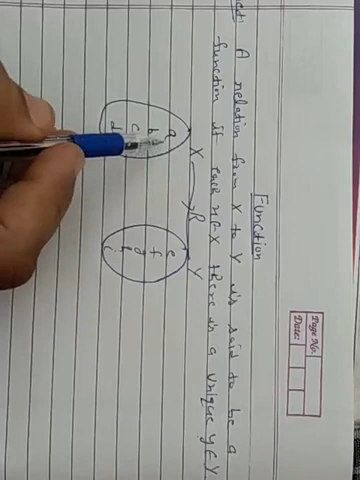 Page No.
Date:
Function
A relation from X to Y is said to be a
function if each x ∈ X there is a unique y ∈ Y
X R Y
a e
b f
c g
d h
i